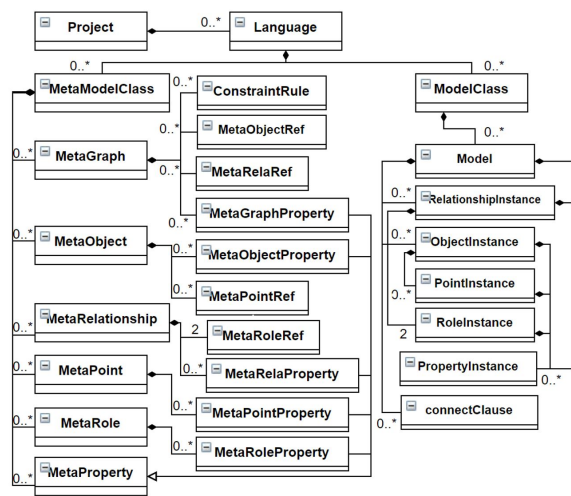 Project
0..*
Language
0..*
0..*
MetaModelClass
0..*
ConstraintRule
ModelClass
MetaObjectRef
0..*
0..*
MetaGraph
0..*
MetaRelaRef
Model
0..*
RelationshipInstance
0..*
MetaGraphProperty
0..*
MetaObject
0..*
MetaObjectProperty
0..*
ObjectInstance
0..*
MetaPointRef
0..*
PointInstance
MetaRelationship
0..*
2
MetaRoleRef
2
RoleInstance
0..*
MetaPoint
0..*
MetaRelaProperty
PropertyInstance
0..*
0..*
MetaRole
0..*
MetaPointProperty
0..*
connectClause
0..*
MetaRoleProperty
0..*
MetaProperty